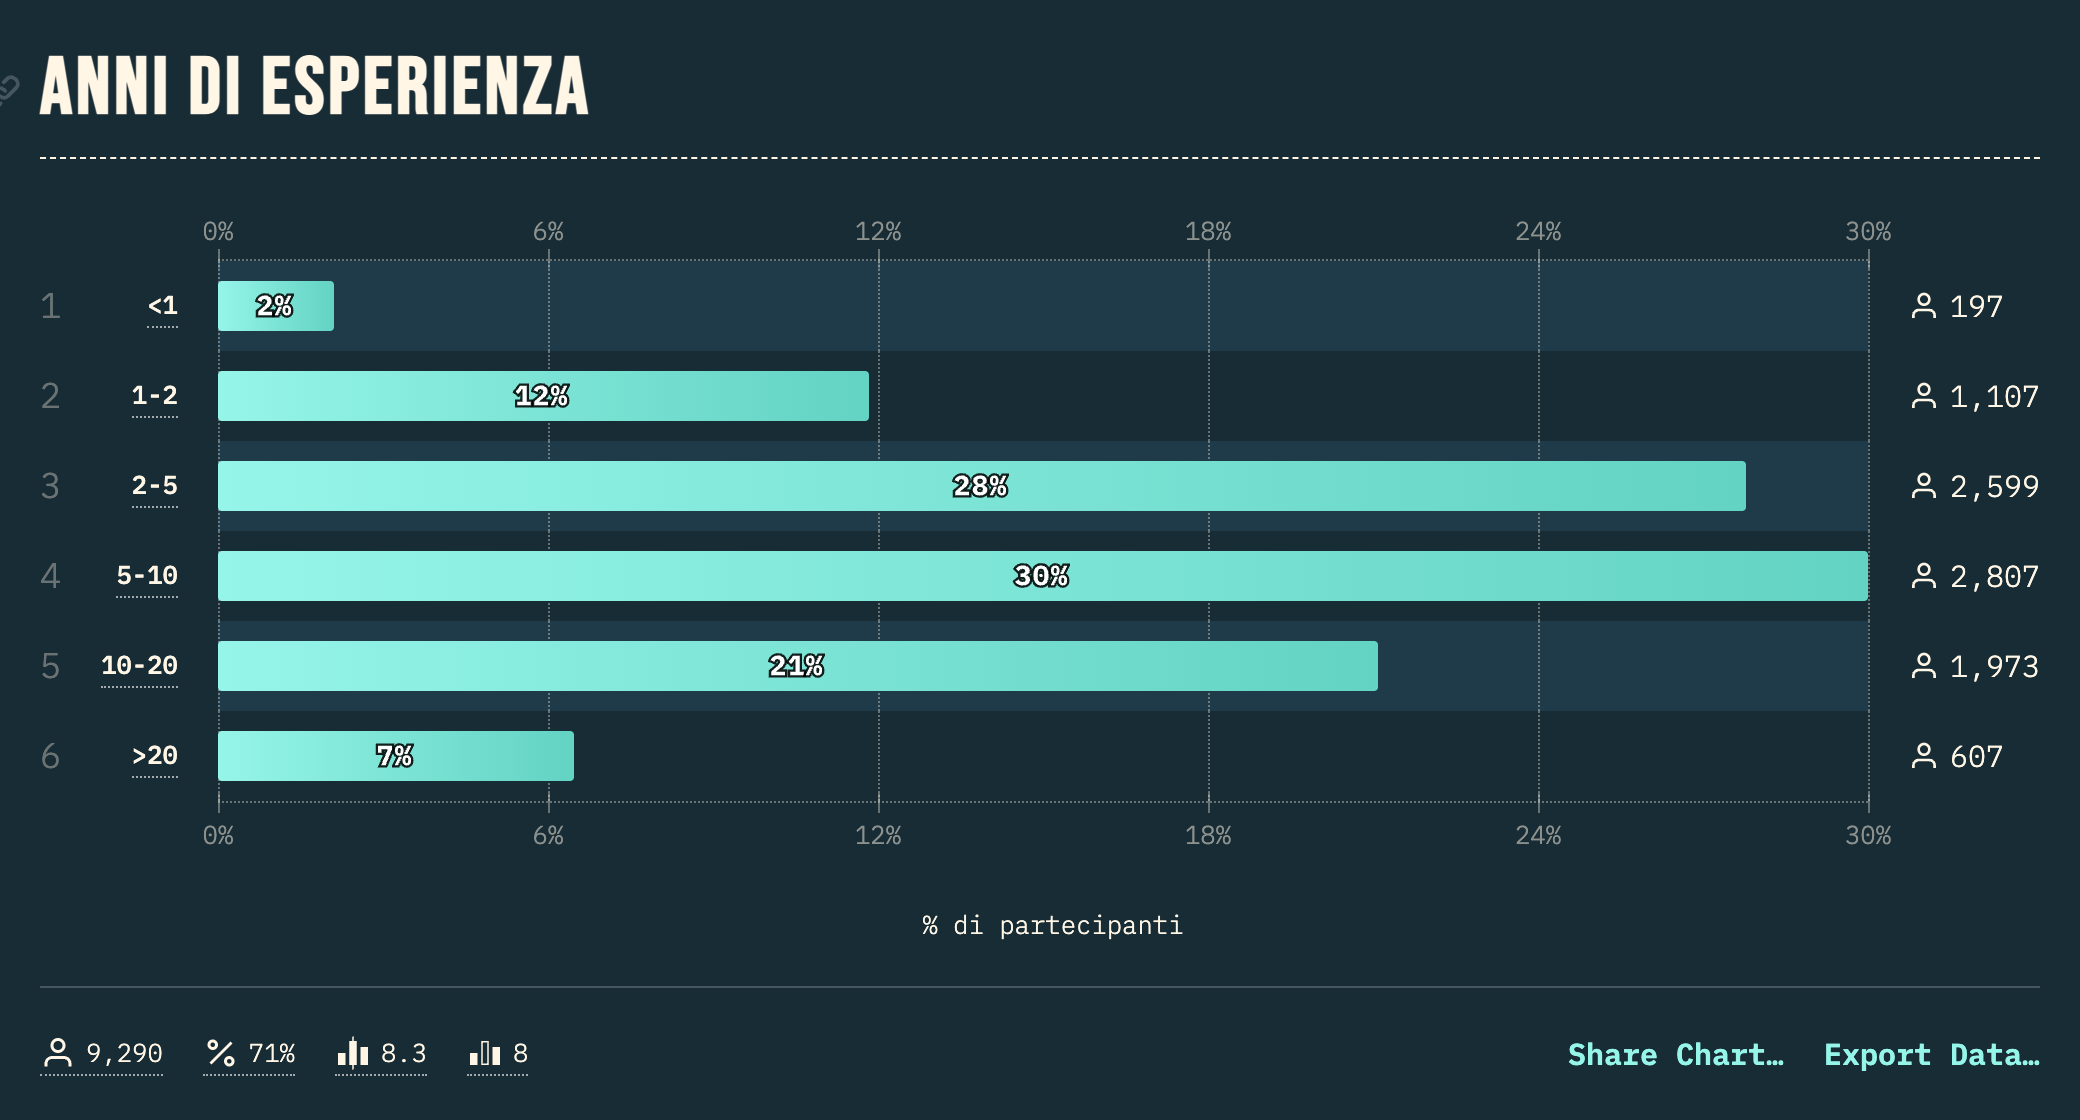 ANNI DI ESPERIENZA
0% 6% 12% 18% 24% 30%
1 <1 2% 197
2 1-2 12% 1,107
3 2-5 28% 2,599
4 5-10 30% 2,807
5 10-20 21% 1,973
6 >20 7% 607
0% 6% 12% 18% 24% 30%
% di partecipanti
9,290 71% 8.3 8 Share Chart… Export Data…